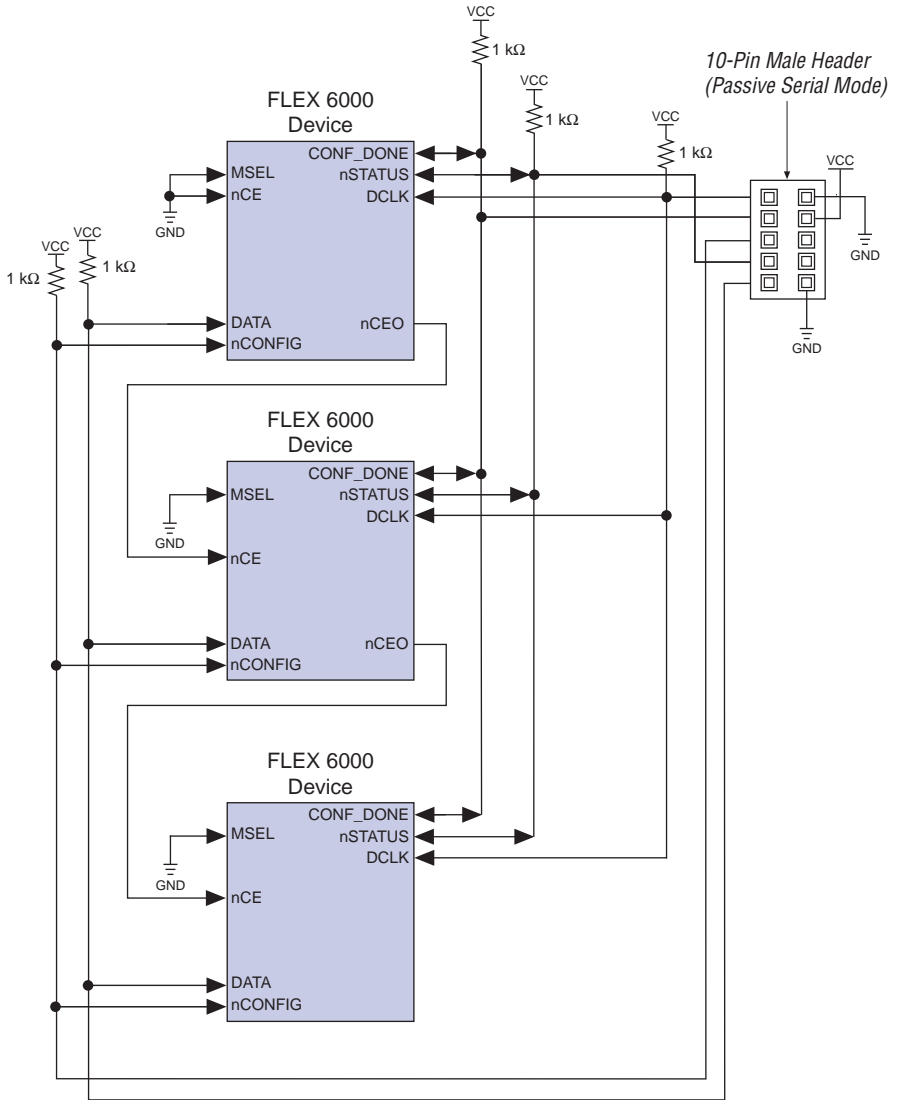 VCC
1 kΩ
VCC
1 kΩ
VCC
1 kΩ
10-Pin Male Header
(Passive Serial Mode)
VCC
GND
GND
VCC
1 kΩ
VCC
1 kΩ
FLEX 6000
Device
CONF_DONE
MSEL
nSTATUS
nCE
DCLK
GND
DATA
nCEO
nCONFIG
FLEX 6000
Device
CONF_DONE
MSEL
nSTATUS
DCLK
GND
nCE
DATA
nCEO
nCONFIG
FLEX 6000
Device
CONF_DONE
MSEL
nSTATUS
DCLK
GND
nCE
DATA
nCONFIG